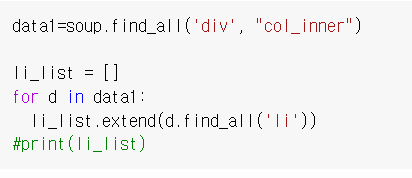 data1=soup.find_all('div', "col_inner")
li_list = []
for d in data1:
  li_list.extend(d.find_all('li'))
#print(li_list)